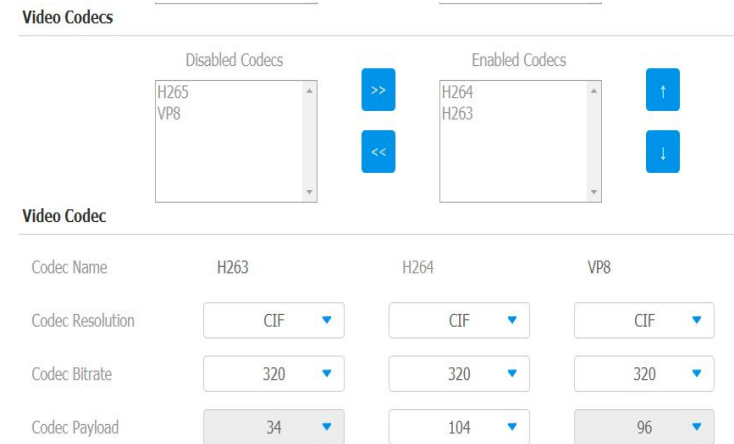 Video Codecs
Disabled Codecs Enabled Codecs
H265 >> H264 ↑
VP8 H263
<< ↓
Video Codec
Codec Name H263 H264 VP8
Codec Resolution CIF CIF CIF
Codec Bitrate 320 320 320
Codec Payload 34 104 96